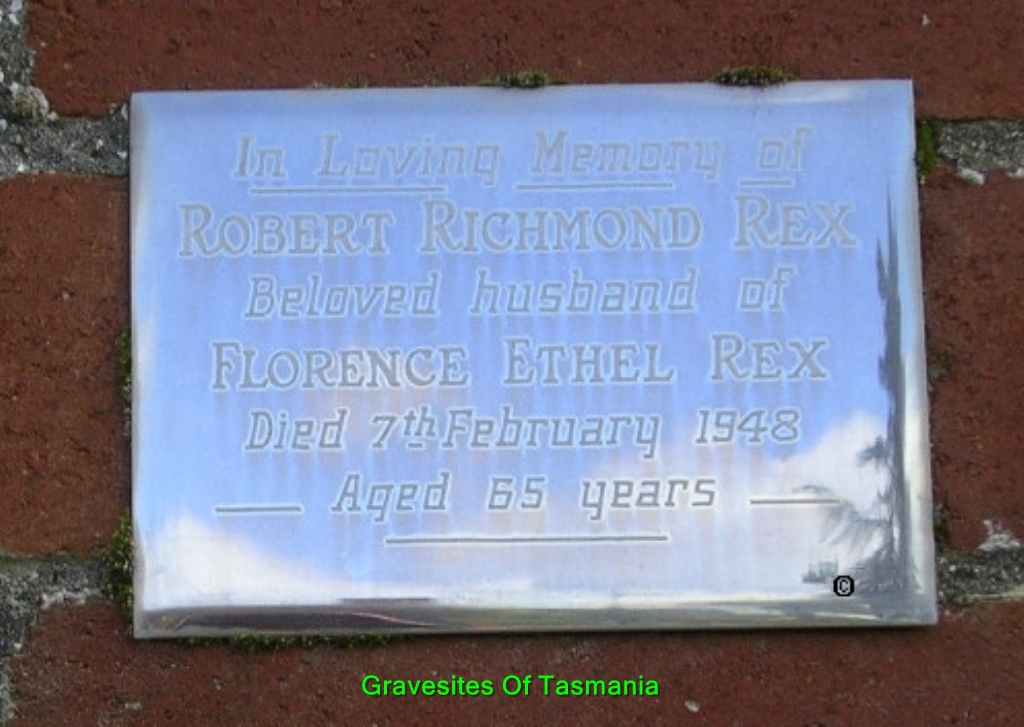 In Loving Memory of
ROBERT RICHMOND REX
Beloved husband of
FLORENCE ETHEL REX
Died 7th February 1948
Aged 65 years
©
Gravesites Of Tasmania